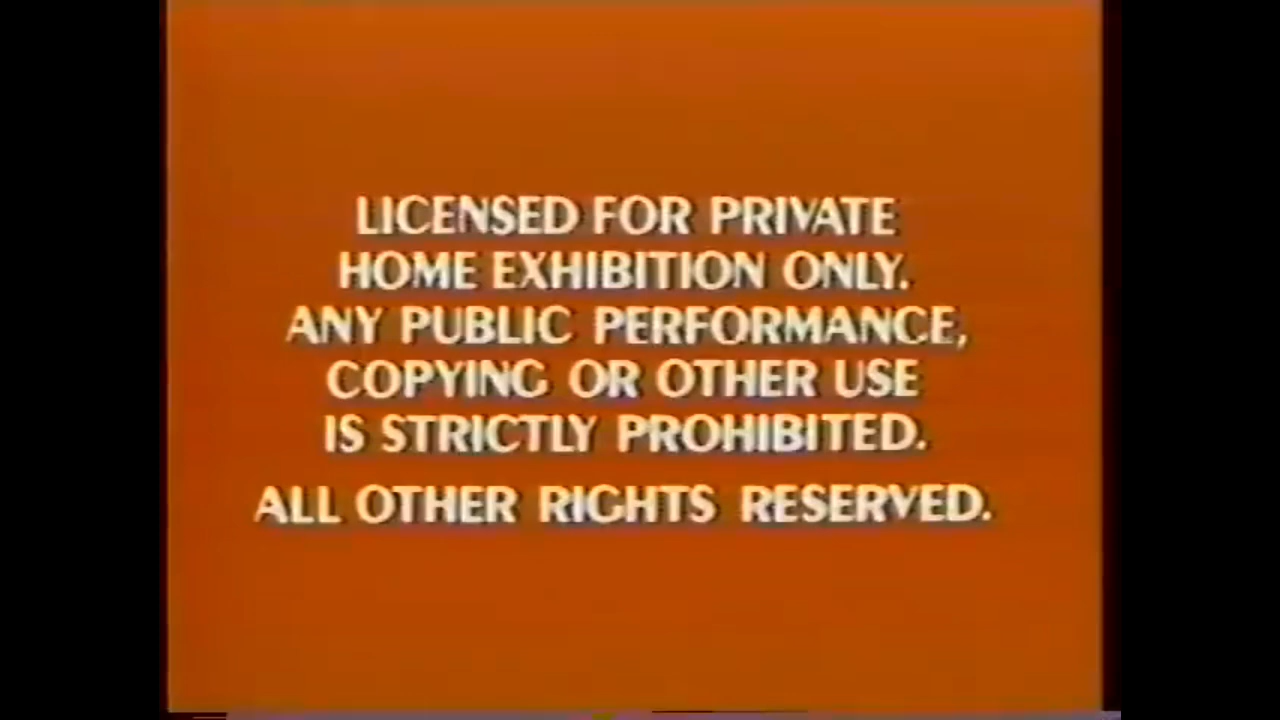 LICENSED FOR PRIVATE
HOME EXHIBITION ONLY.
ANY PUBLIC PERFORMANCE,
COPYING OR OTHER USE
IS STRICTLY PROHIBITED.
ALL OTHER RIGHTS RESERVED.